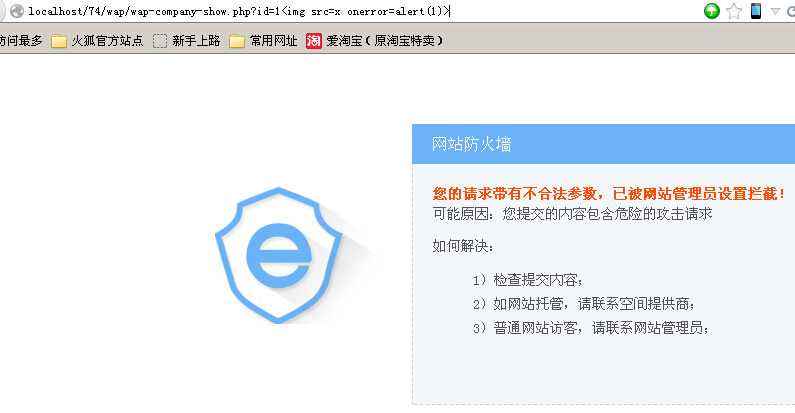 localhost/74/wap/wap-company-show.php?id=1<img src=x onerror=alert(1)>
访问最多 火狐官方站点 新手上路 常用网址 淘 爱淘宝(原淘宝特卖)
网站防火墙
您的请求带有不合法参数，已被网站管理员设置拦截！
可能原因：您提交的内容包含危险的攻击请求
如何解决：
1）检查提交内容；
2）如网站托管，请联系空间提供商；
3）普通网站访客，请联系网站管理员；